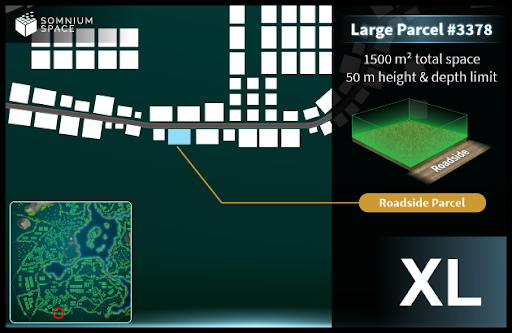 SOMNIUM
SPACE
Large Parcel #3378
1500 m² total space
50 m height & depth limit
Roadside
Roadside Parcel
XL